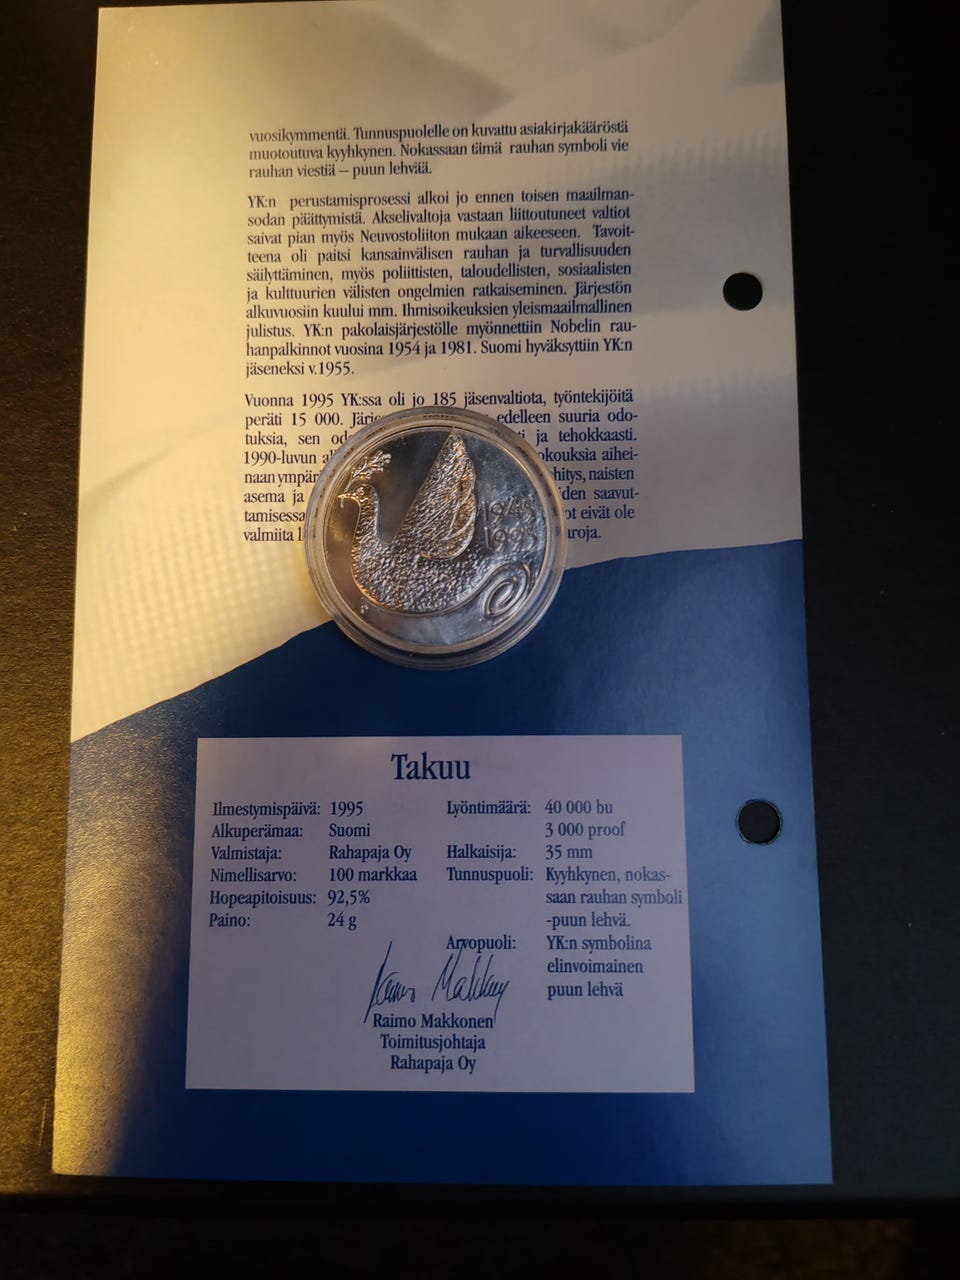 vuosikymmentä. Tunnuspuolelle on kuvattu asiakirjakääröstä
muotoutuva kyyhkynen. Nokassaan tämä rauhan symboli vie
rauhan viestiä – puun lehvää.
YK:n perustamisprosessi alkoi jo ennen toisen maailman-
sodan päättymistä. Akselivaltoja vastaan liittoutuneet valtiot
saivat pian myös Neuvostoliiton mukaan aikeeseen. Tavoit-
teena oli paitsi kansainvälisen rauhan ja turvallisuuden
säilyttäminen, myös poliittisten, taloudellisten, sosiaalisten
ja kulttuurien välisten ongelmien ratkaiseminen. Järjestön
alkuvuosiin kuului mm. Ihmisoikeuksien yleismaailmallinen
julistus. YK:n pakolaisjärjestölle myönnettiin Nobelin rau-
hanpalkinnot vuosina 1954 ja 1981. Suomi hyväksyttiin YK:n
jäseneksi v.1955.
Vuonna 1995 YK:ssa oli jo 185 jäsenvaltiota, työntekijöitä
peräti 15 000. edelleen suuria odo-
tuksia, sen ja tehokkaasti.
1990-luvun aihei-
naan naisten
asema ja saavut-
tamisessa eivät ole
valmiita
1945
1995
Takuu
Ilmestymispäivä: 1995
Alkuperämaa: Suomi
Valmistaja: Rahapaja Oy
Nimellisarvo: 100 markkaa
Hopeapitoisuus: 92,5%
Paino: 24 g
Lyöntimäärä: 40 000 bu
3 000 proof
Halkaisija: 35 mm
Tunnuspuoli: Kyyhkynen, nokas-
saan rauhan symboli
-puun lehvä.
Arvopuoli: YK:n symbolina
elinvoimainen
puun lehvä
Raimo Makkonen
Toimitusjohtaja
Rahapaja Oy